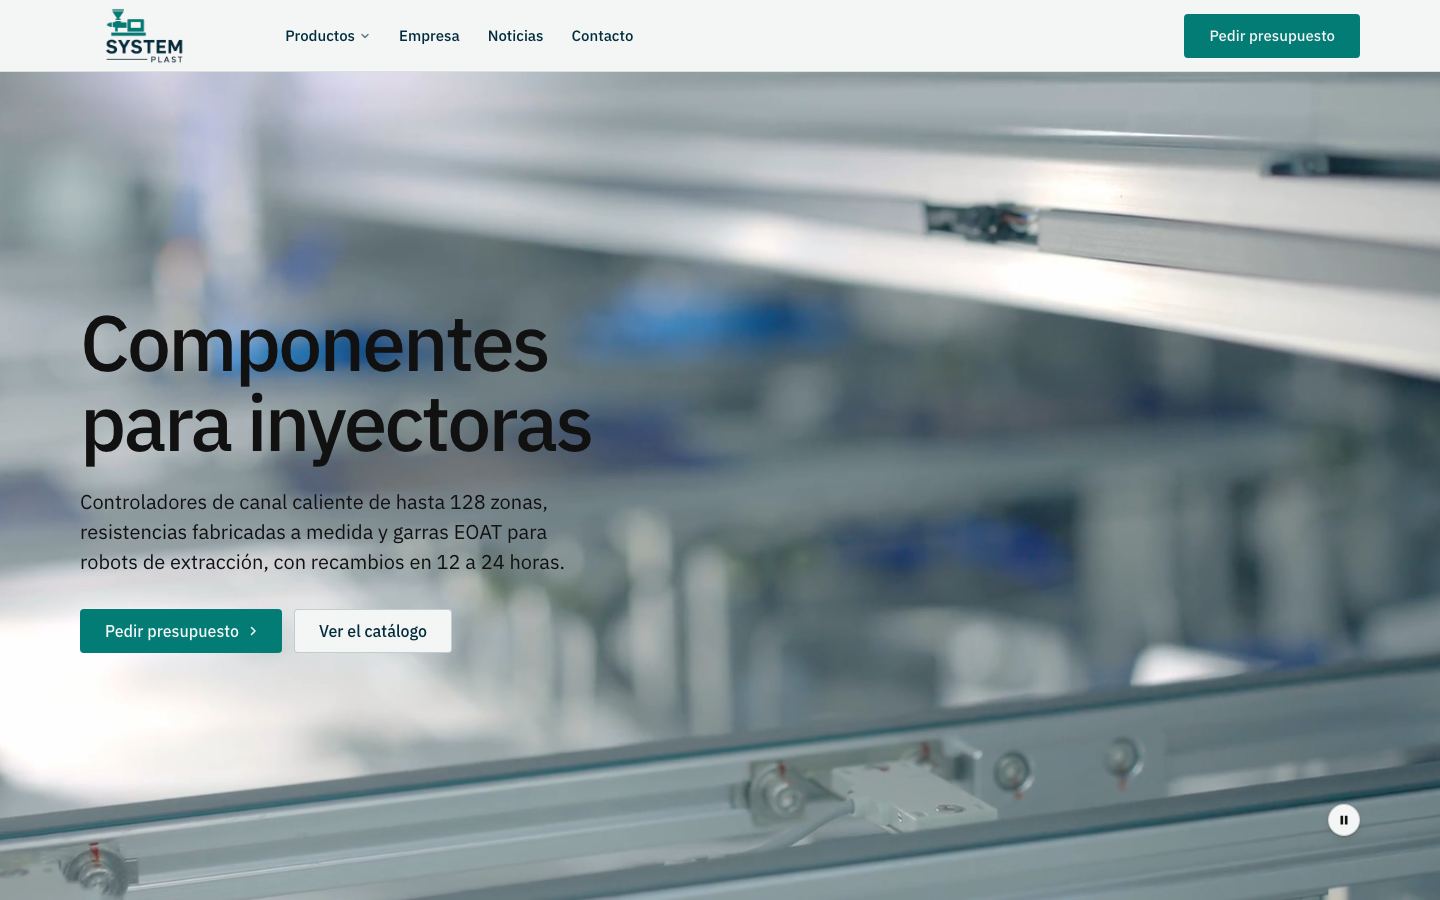 SYSTEM
PLAST
Productos
Empresa
Noticias
Contacto
Pedir presupuesto
Componentes
para inyectoras
Controladores de canal caliente de hasta 128 zonas,
resistencias fabricadas a medida y garras EOAT para
robots de extracción, con recambios en 12 a 24 horas.
Pedir presupuesto
Ver el catálogo